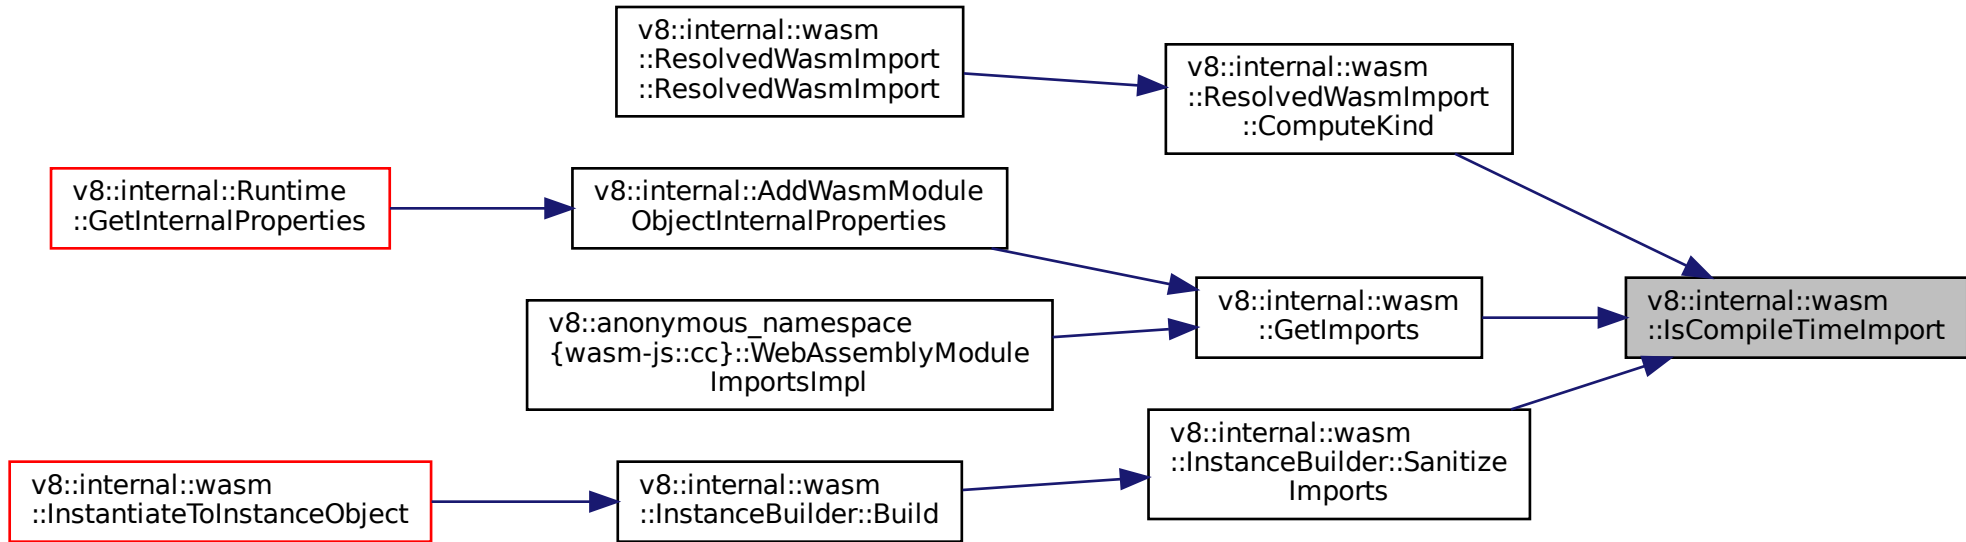 v8::internal::wasm
::ResolvedWasmImport
::ResolvedWasmImport
v8::internal::wasm
::ResolvedWasmImport
::ComputeKind
v8::internal::Runtime
::GetInternalProperties
v8::internal::AddWasmModule
ObjectInternalProperties
v8::internal::wasm
::GetImports
v8::internal::wasm
::IsCompileTimeImport
v8::anonymous_namespace
{wasm-js::cc}::WebAssemblyModule
ImportsImpl
v8::internal::wasm
::InstanceBuilder::Sanitize
Imports
v8::internal::wasm
::InstantiateToInstanceObject
v8::internal::wasm
::InstanceBuilder::Build